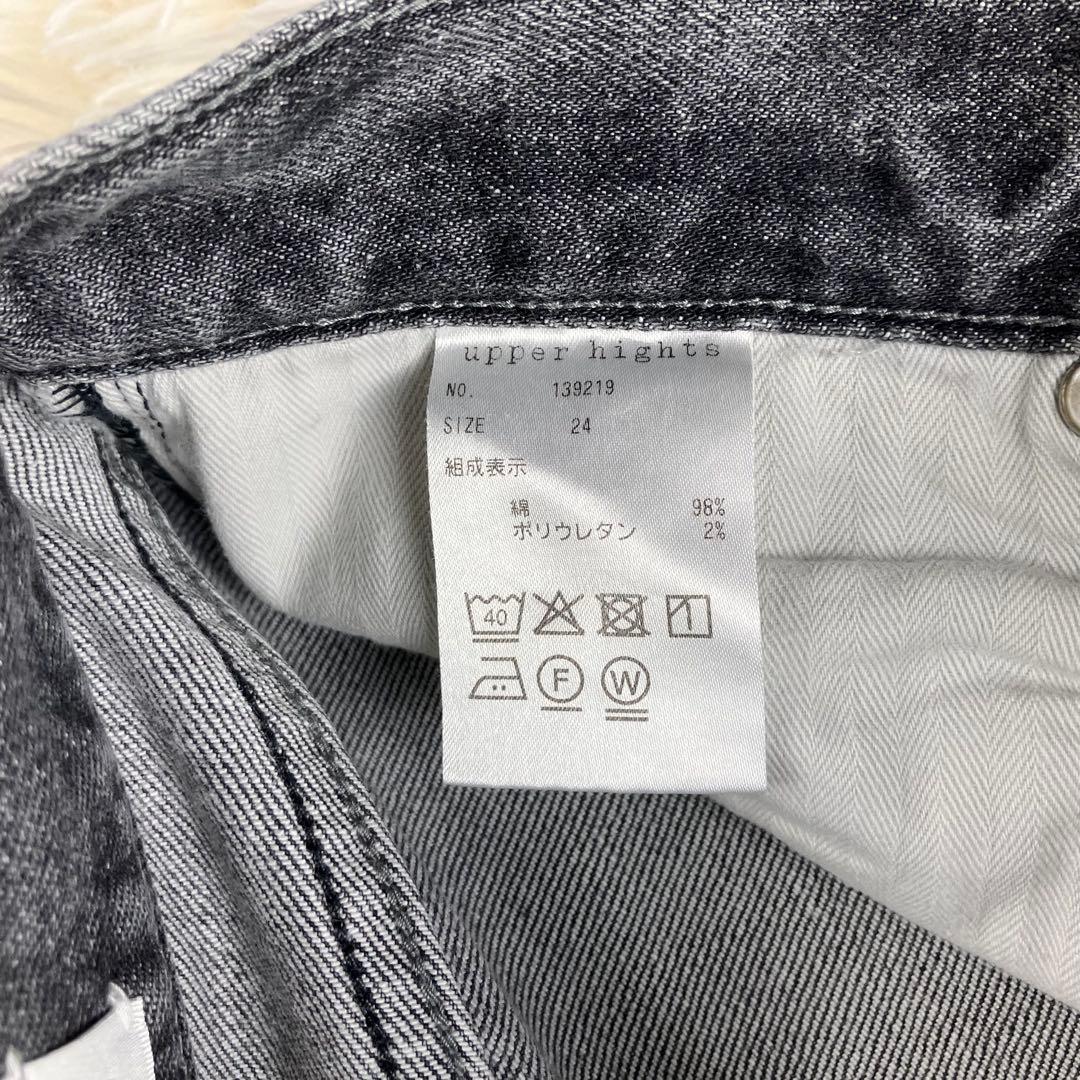 upper hights
NO. 139219
SIZE 24
組成表示
綿 98%
ポリウレタン 2%
40
F W